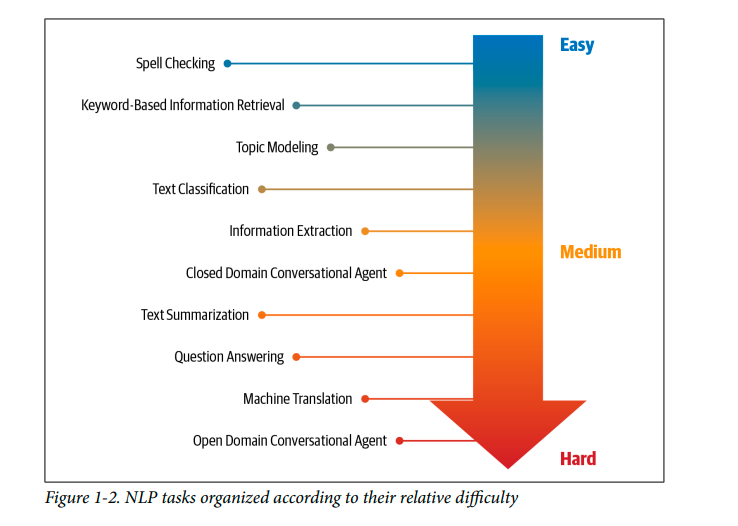 Easy
Spell Checking
Keyword-Based Information Retrieval
Topic Modeling
Text Classification
Information Extraction
Medium
Closed Domain Conversational Agent
Text Summarization
Question Answering
Machine Translation
Open Domain Conversational Agent
Hard
Figure 1-2. NLP tasks organized according to their relative difficulty